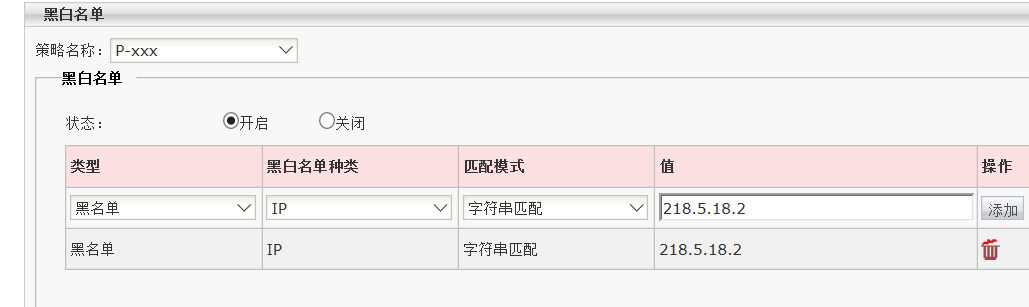 黑白名单
策略名称： P-xxx
黑白名单
状态： 开启 关闭
类型 黑白名单种类 匹配模式 值 操作
黑名单 IP 字符串匹配 218.5.18.2 添加
黑名单 IP 字符串匹配 218.5.18.2